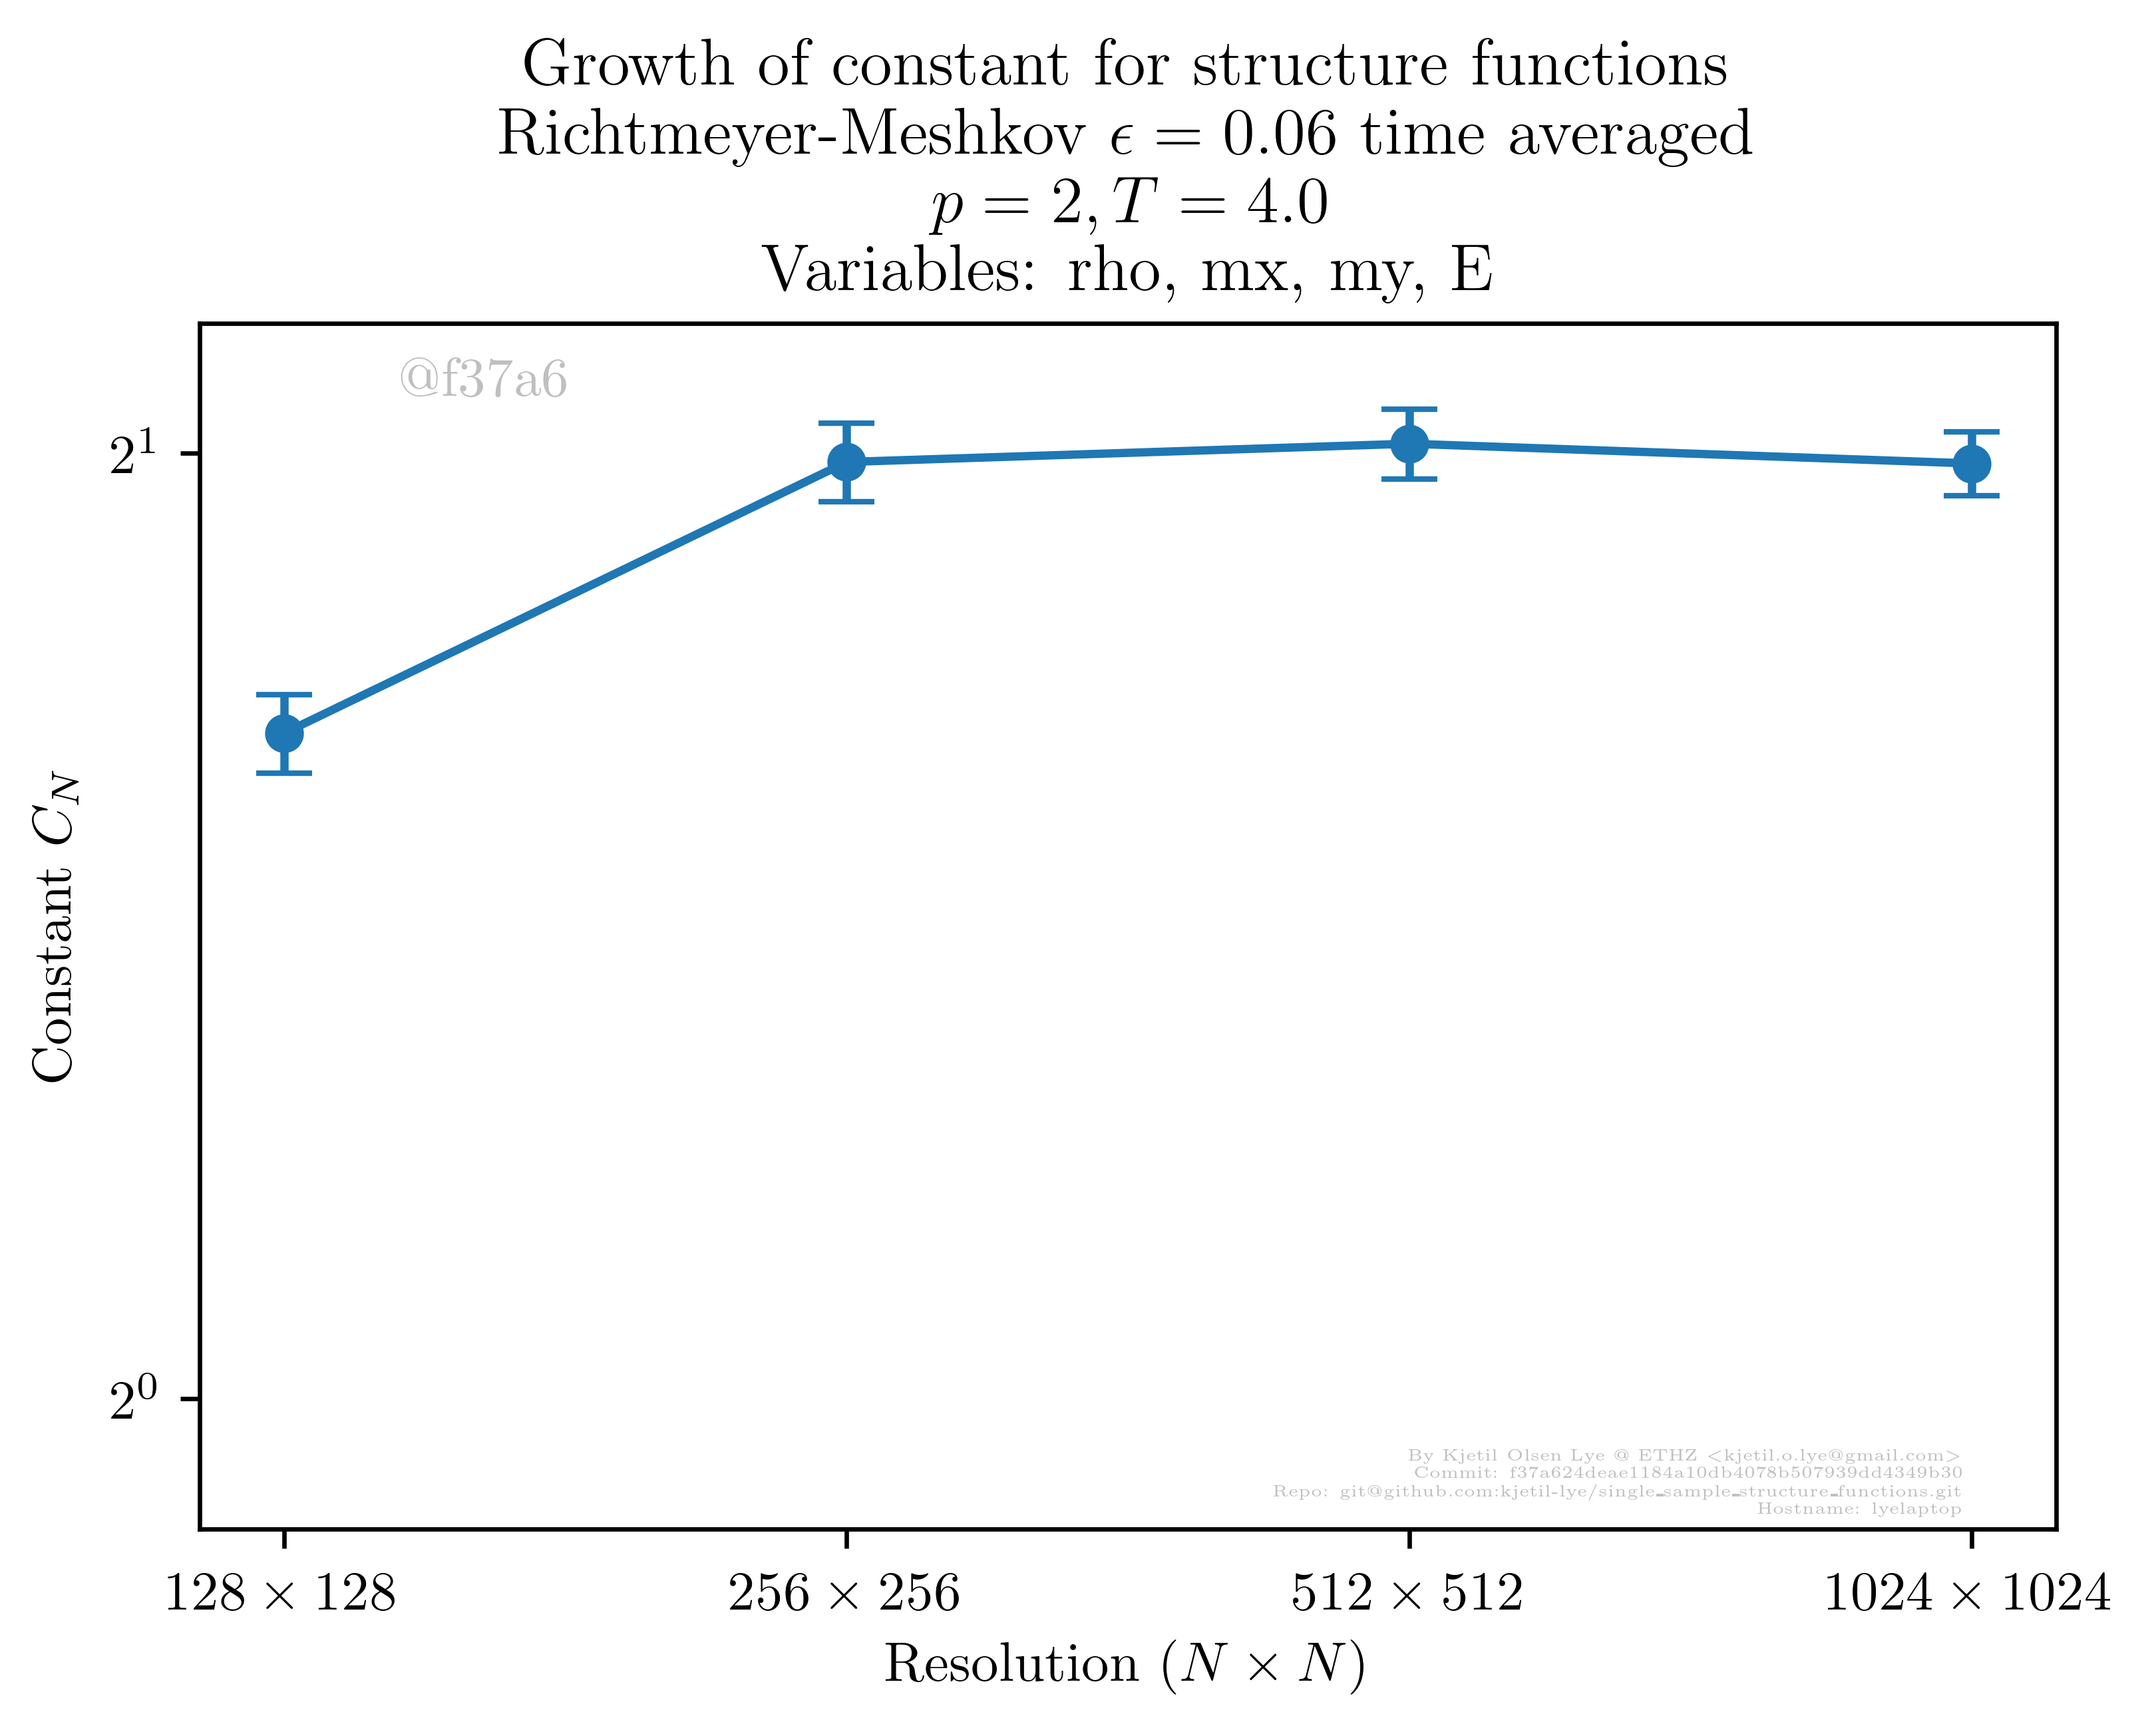 Growth of constant for structure functions
Richtmeyer-Meshkov ϵ = 0.06 time averaged
p = 2, T = 4.0
Variables: rho, mx, my, E
@f37a6
2¹
Constant C_N
2⁰
By Kjetil Olsen Lye @ ETHZ <kjetil.o.lye@gmail.com>
Commit: f37a624deae1184a10db4078b507939dd4349b30
Repo: git@github.com:kjetil-lye/single_sample_structure_functions.git
Hostname: lyelaptop
128 × 128 256 × 256 512 × 512 1024 × 1024
Resolution (N × N)